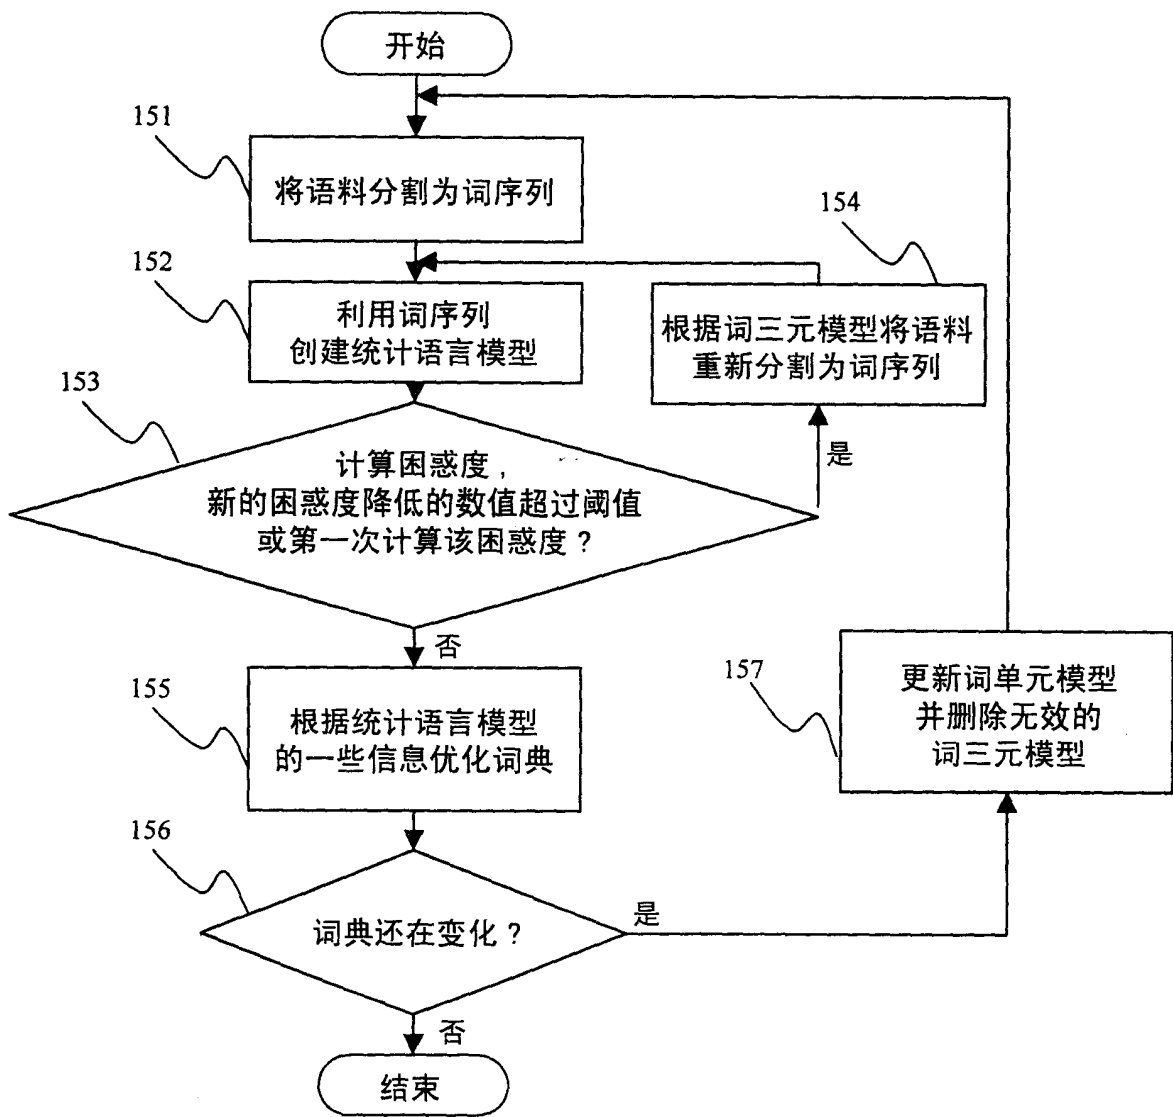 开始
151
将语料分割为词序列
154
152
利用词序列
创建统计语言模型
根据词三元模型将语料
重新分割为词序列
153
是
计算困惑度，
新的困惑度降低的数值超过阈值
或第一次计算该困惑度？
否
155
根据统计语言模型
的一些信息优化词典
157
更新词单元模型
并删除无效的
词三元模型
156
词典还在变化？
是
否
结束